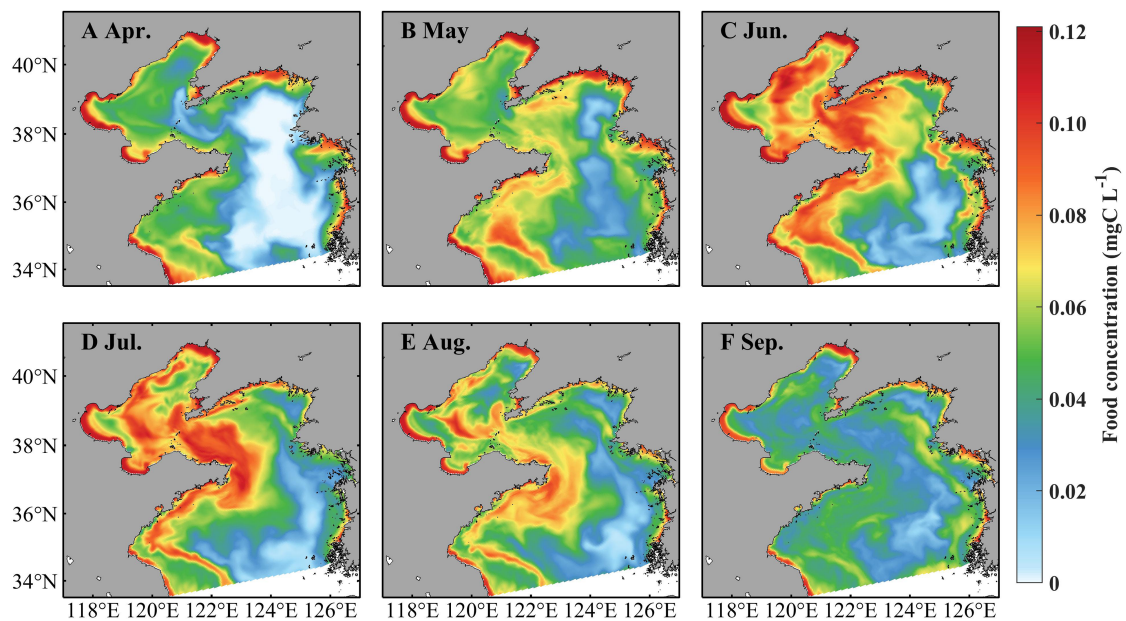 A Apr.
B May
C Jun.
40°N
38°N
36°N
34°N
D Jul.
E Aug.
F Sep.
40°N
38°N
36°N
34°N
118°E 120°E 122°E 124°E 126°E
118°E 120°E 122°E 124°E 126°E
118°E 120°E 122°E 124°E 126°E
0.12
0.10
0.08
0.06
0.04
0.02
0
Food concentration (mgC L⁻¹)